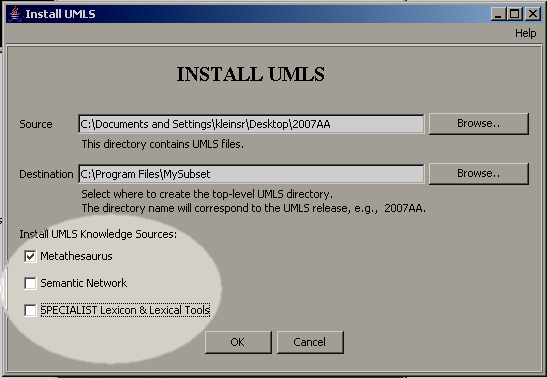 Install UMLS
Help
INSTALL UMLS
Source C:\Documents and Settings\kleinsr\Desktop\2007AA Browse..
This directory contains UMLS files.
Destination C:\Program Files\MySubset Browse..
Select where to create the top-level UMLS directory.
The directory name will correspond to the UMLS release, e.g., 2007AA.
Install UMLS Knowledge Sources:
Metathesaurus
Semantic Network
SPECIALIST Lexicon & Lexical Tools
OK Cancel